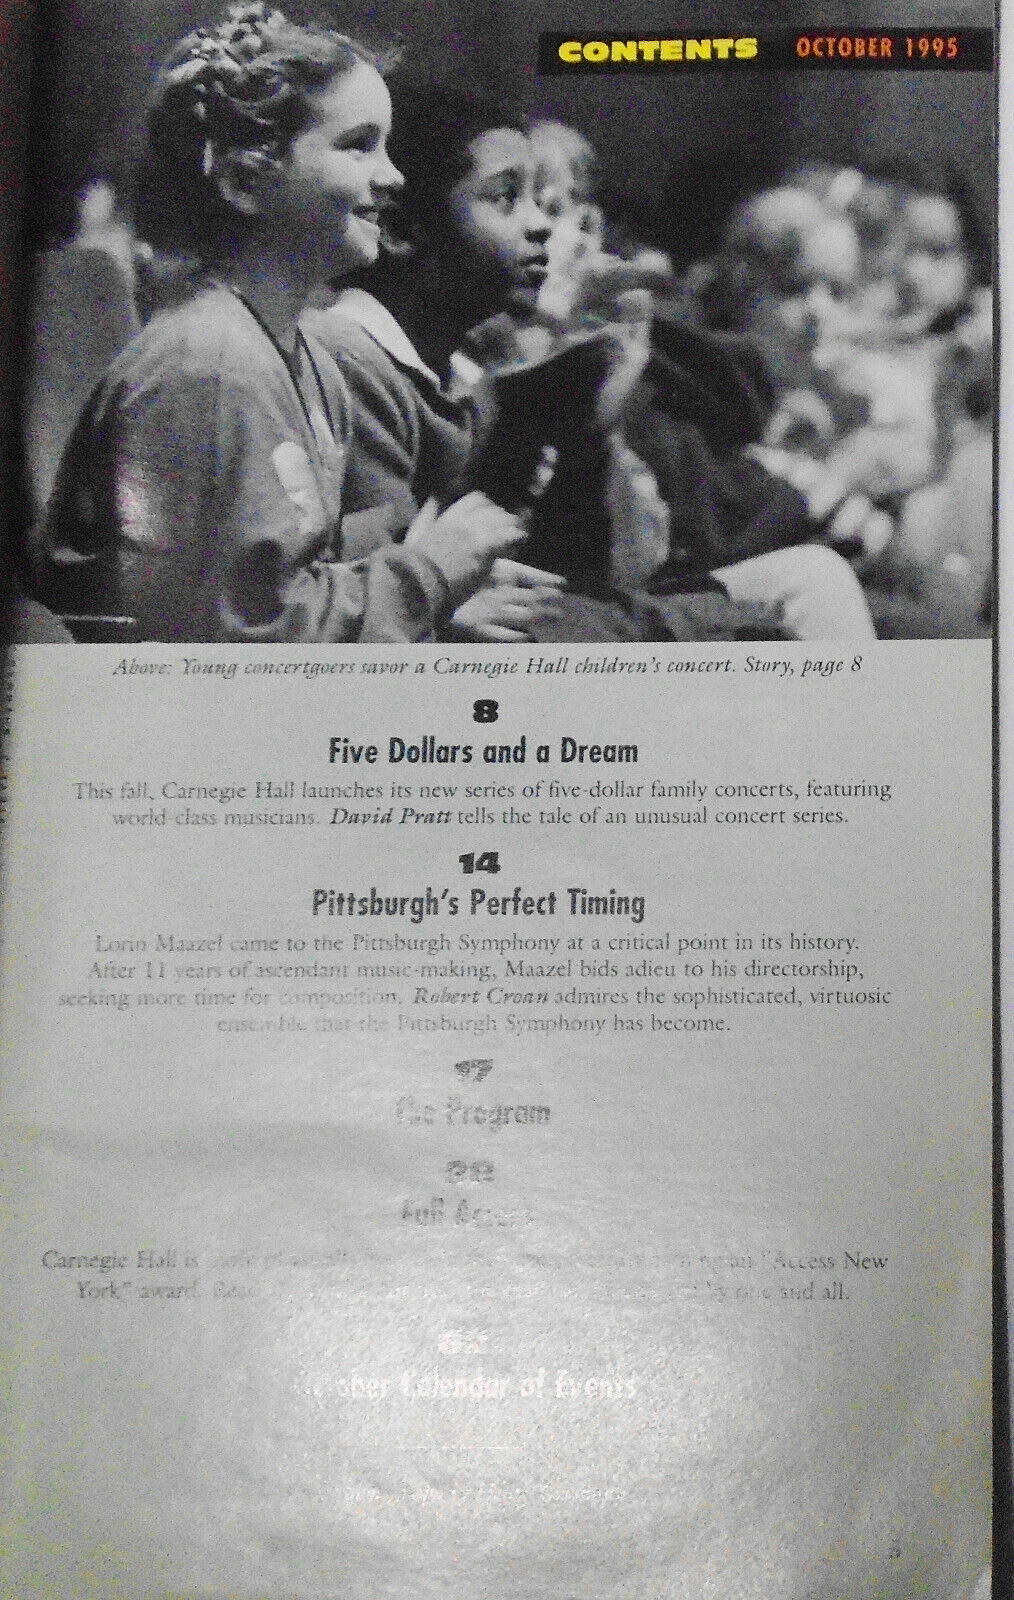 CONTENTS OCTOBER 1995
Above: Young concertgoers savor a Carnegie Hall children's concert. Story, page 8
8
Five Dollars and a Dream
This fall, Carnegie Hall launches its new series of five-dollar family concerts, featuring
world-class musicians. David Pratt tells the tale of an unusual concert series.
14
Pittsburgh's Perfect Timing
Lorin Maazel came to the Pittsburgh Symphony at a critical point in its history.
After 11 years of ascendant music-making, Maazel bids adieu to his directorship,
seeking more time for composition. Robert Croan admires the sophisticated, virtuosic
ensemble that the Pittsburgh Symphony has become.
17
The Program
Full Access
Carnegie Hall is "Access New
York" award. and all.
October Calendar of Events